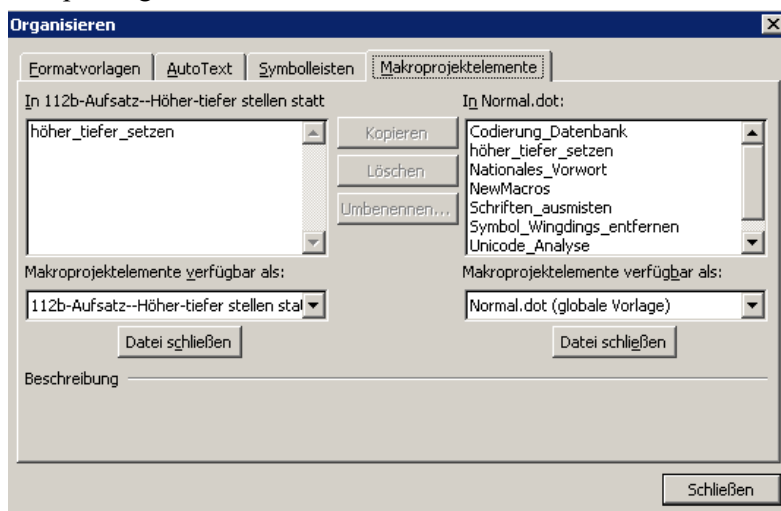 Organisieren
Formatvorlagen AutoText Symbolleisten Makroprojektelemente
In 112b-Aufsatz--Höher-tiefer stellen statt
höher_tiefer_setzen
Kopieren
Löschen
Umbenennen...
In Normal.dot:
Codierung_Datenbank
höher_tiefer_setzen
Nationales_Vorwort
NewMacros
Schriften_ausmisten
Symbol_Wingdings_entfernen
Unicode_Analyse
Makroprojektelemente verfügbar als:
112b-Aufsatz--Höher-tiefer stellen stat
Datei schließen
Makroprojektelemente verfügbar als:
Normal.dot (globale Vorlage)
Datei schließen
Beschreibung
Schließen